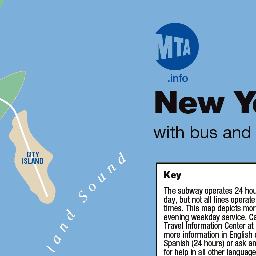 MTA
.info
New Yo
with bus and
CITY
ISLAND
land Sound
Key
The subway operates 24 hou
day, but not all lines operate
times. This map depicts mor
evening weekday service. Ca
Travel Information Center at
more information in English o
Spanish (24 hours) or ask an
for help in all other language